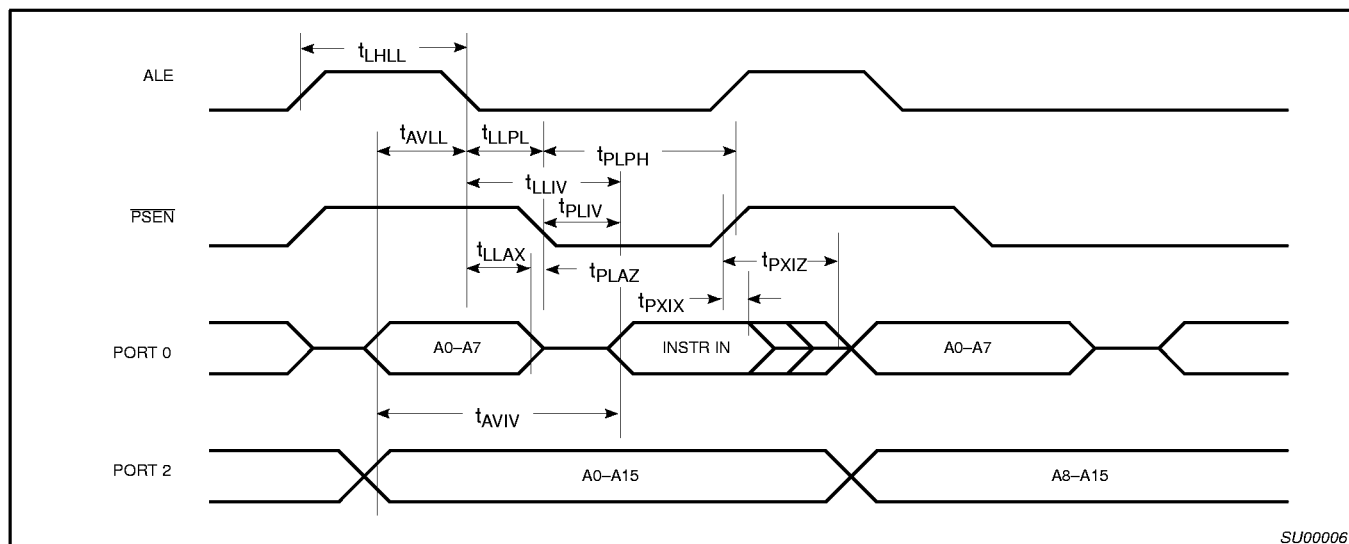 tLHLL
ALE
tAVLL
tLLPL
tPLPH
tLLIV
PSEN
tPLIV
tLLAX
tPLAZ
tPXIZ
tPXIX
PORT 0
A0–A7
INSTR IN
A0–A7
tAVIV
PORT 2
A0–A15
A8–A15
SU00006